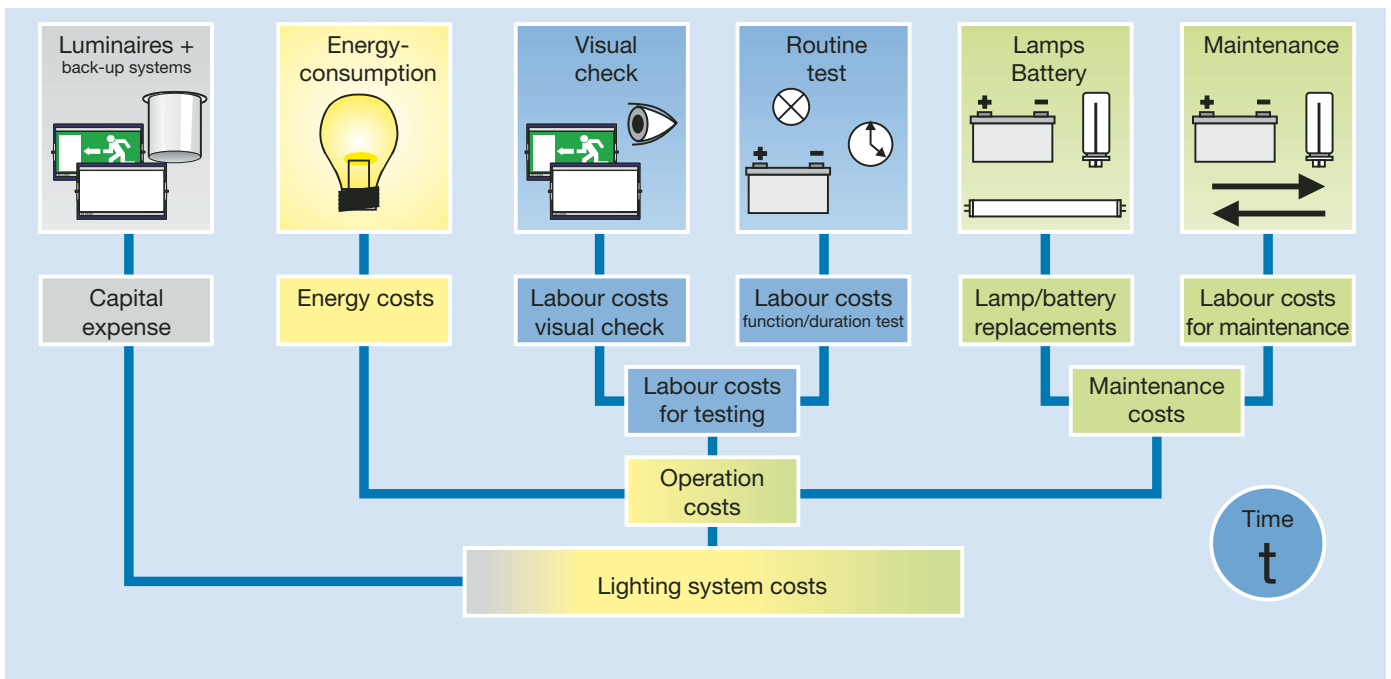 Luminaires +
back-up systems
Energy-
consumption
Visual
check
Routine
test
Lamps
Battery
Maintenance
+ -
+ -
+ -
Capital
expense
Energy costs
Labour costs
visual check
Labour costs
function/duration test
Lamp/battery
replacements
Labour costs
for maintenance
Labour costs
for testing
Maintenance
costs
Operation
costs
Time
t
Lighting system costs